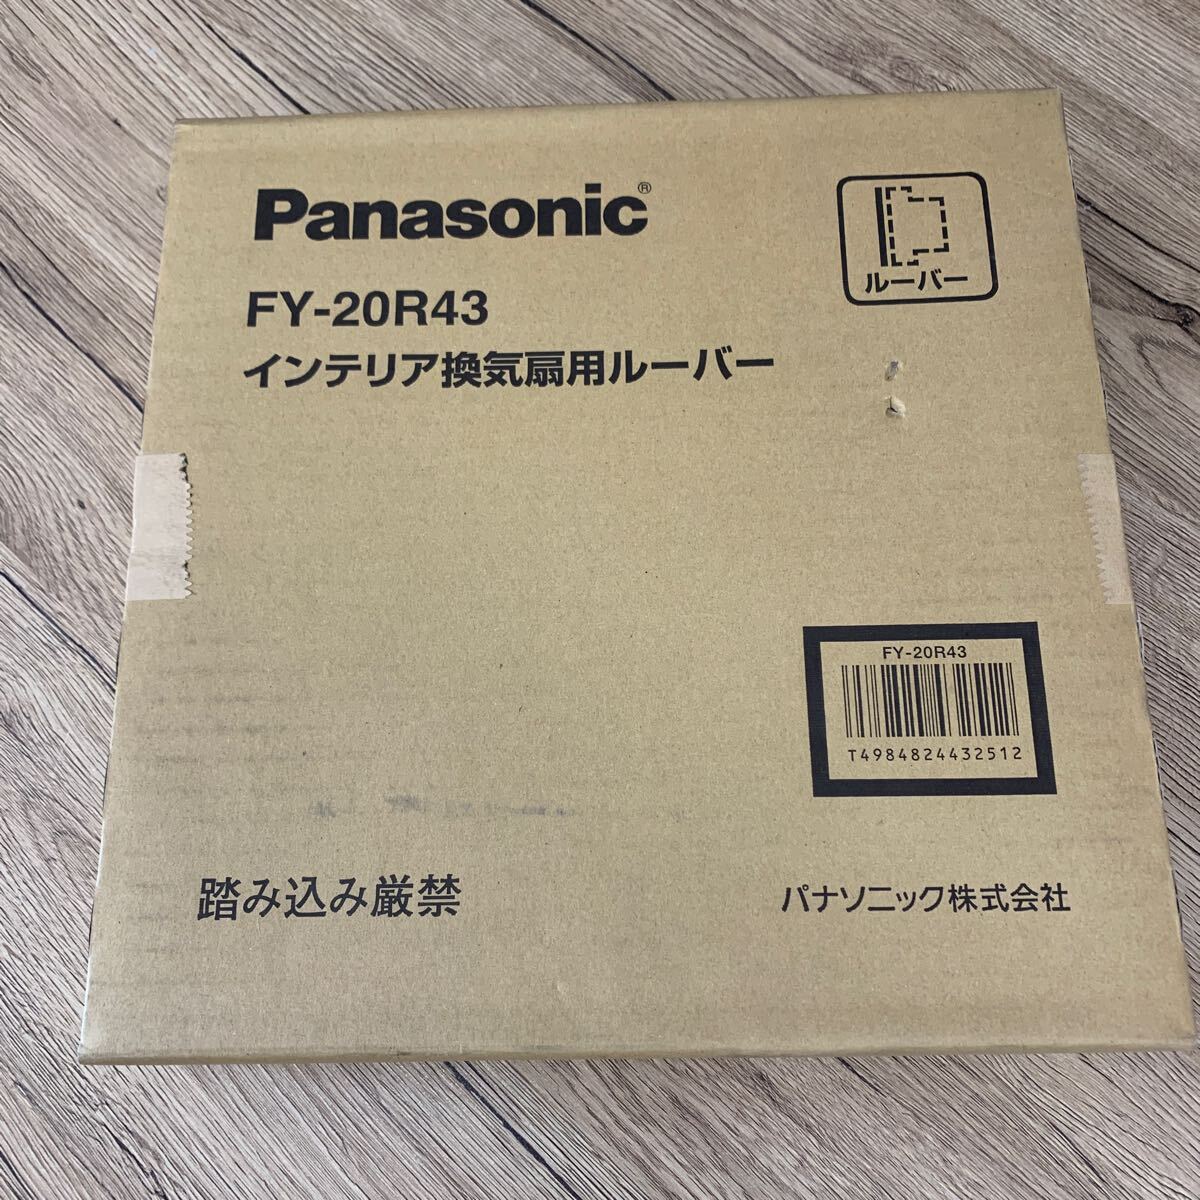 Panasonic®
ルーバー
FY-20R43
インテリア換気扇用ルーバー
FY-20R43
T4984824432512
踏み込み厳禁
パナソニック株式会社